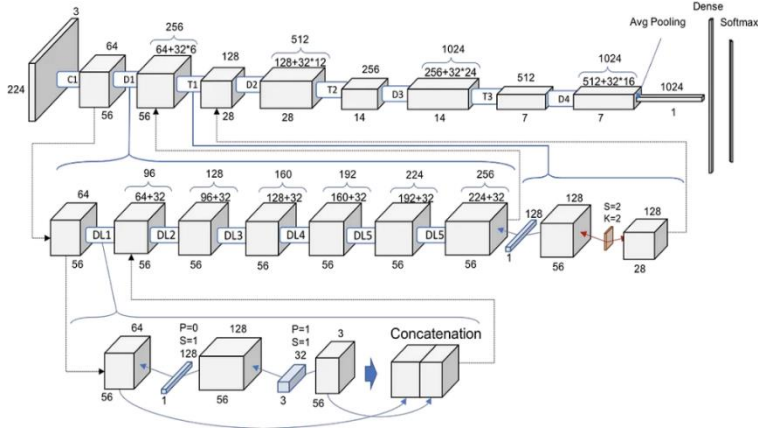 Dense
3
Avg Pooling
Softmax
256
512
1024
1024
64
64+32*6
128
128+32*12
256
256+32*24
512
512+32*16
1024
224
C1
D1
T1
D2
T2
D3
T3
D4
56
56
28
28
14
14
7
7
1
96
128
160
192
224
256
64
64+32
96+32
128+32
160+32
192+32
224+32
128
128
S=2
K=2
128
DL1
DL2
DL3
DL4
DL5
DL5
56
56
56
56
56
56
56
1
56
28
64
P=0
S=1
128
128
P=1
S=1
32
3
Concatenation
56
1
56
3
56